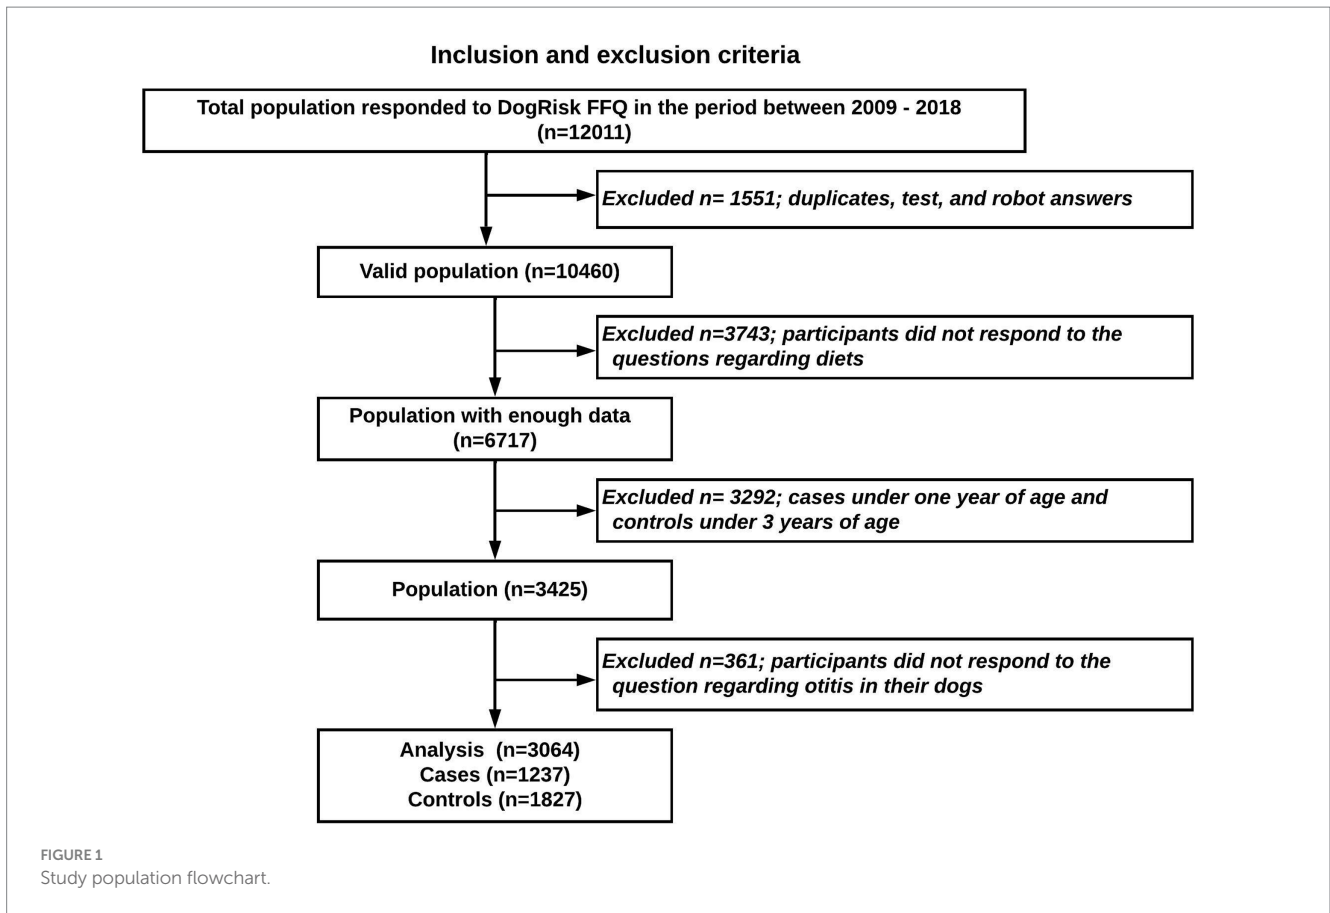 Inclusion and exclusion criteria
Total population responded to DogRisk FFQ in the period between 2009 - 2018
(n=12011)
Excluded n= 1551; duplicates, test, and robot answers
Valid population (n=10460)
Excluded n=3743; participants did not respond to the
questions regarding diets
Population with enough data
(n=6717)
Excluded n= 3292; cases under one year of age and
controls under 3 years of age
Population (n=3425)
Excluded n=361; participants did not respond to the
question regarding otitis in their dogs
Analysis (n=3064)
Cases (n=1237)
Controls (n=1827)
FIGURE 1
Study population flowchart.